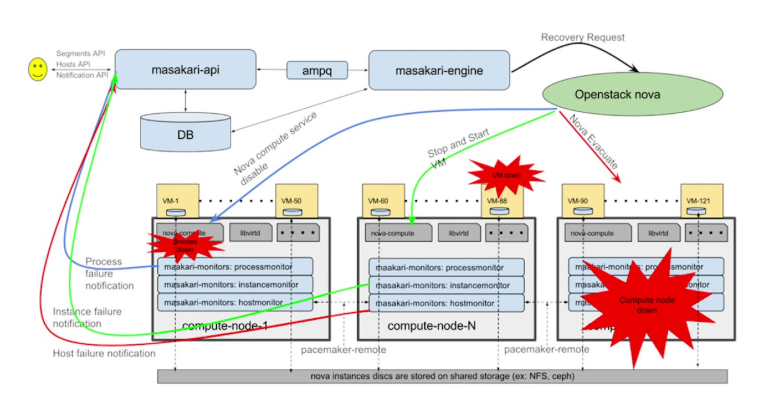 Segments API
Hosts API
Notification API
masakari-api
ampq
masakari-engine
Recovery Request
Openstack nova
DB
Nova compute service
disable
Stop and Start
VM
Nova Evacuate
VM down
VM-1
VM-50
VM-60
VM-88
VM-90
VM-121
nova-compute
libvirtd
process
down
nova-compute
libvirtd
libvirtd
Process
failure
notification
maakari-monitors: processmonitor
masakari-monitors: instancemonitor
masakari-monitors: hostmonitor
compute-node-1
maakari-monitors: processmonitor
masakari-monitors: instancemonitor
masakari-monitors: hostmonitor
compute-node-N
Compute node
down
Instance failure
notification
Host failure notification
pacemaker-remote
pacemaker-remote
nova instances discs are stored on shared storage (ex: NFS, ceph)